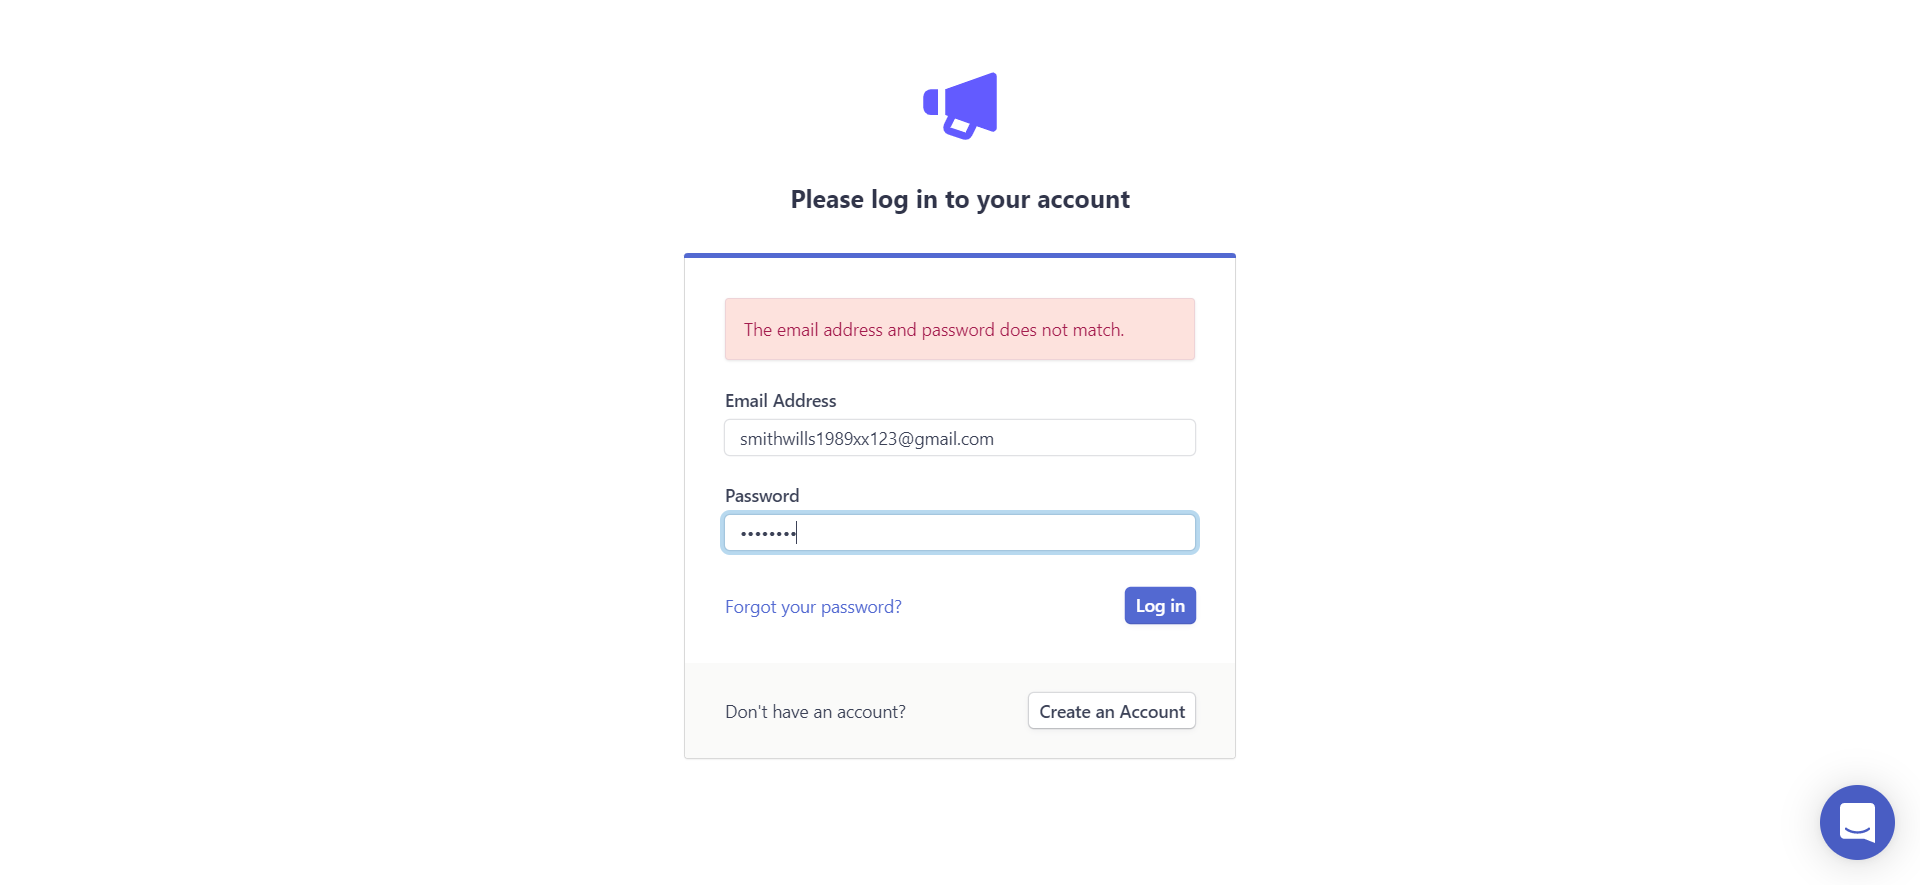 Please log in to your account
The email address and password does not match.
Email Address
smithwills1989xx123@gmail.com
Password
••••••••
Forgot your password?
Log in
Don't have an account?
Create an Account